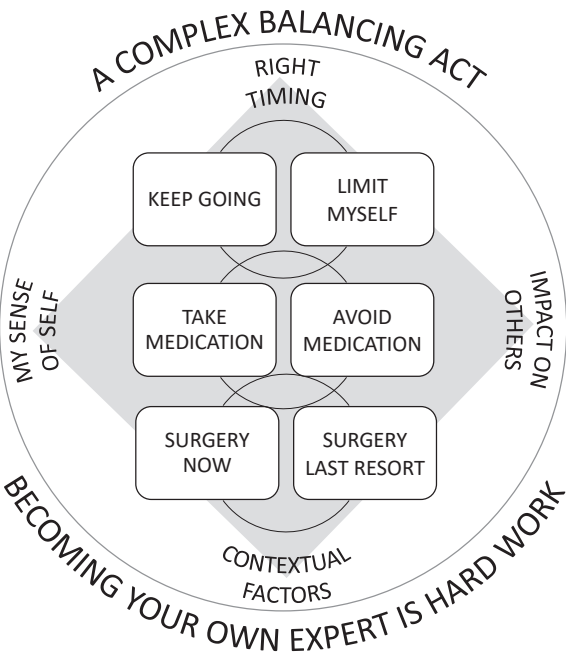 A COMPLEX BALANCING ACT
RIGHT
TIMING
KEEP GOING
LIMIT
MYSELF
MY SENSE
OF SELF
IMPACT ON
OTHERS
TAKE
MEDICATION
AVOID
MEDICATION
SURGERY
NOW
SURGERY
LAST RESORT
CONTEXTUAL
FACTORS
BECOMING YOUR OWN EXPERT IS HARD WORK